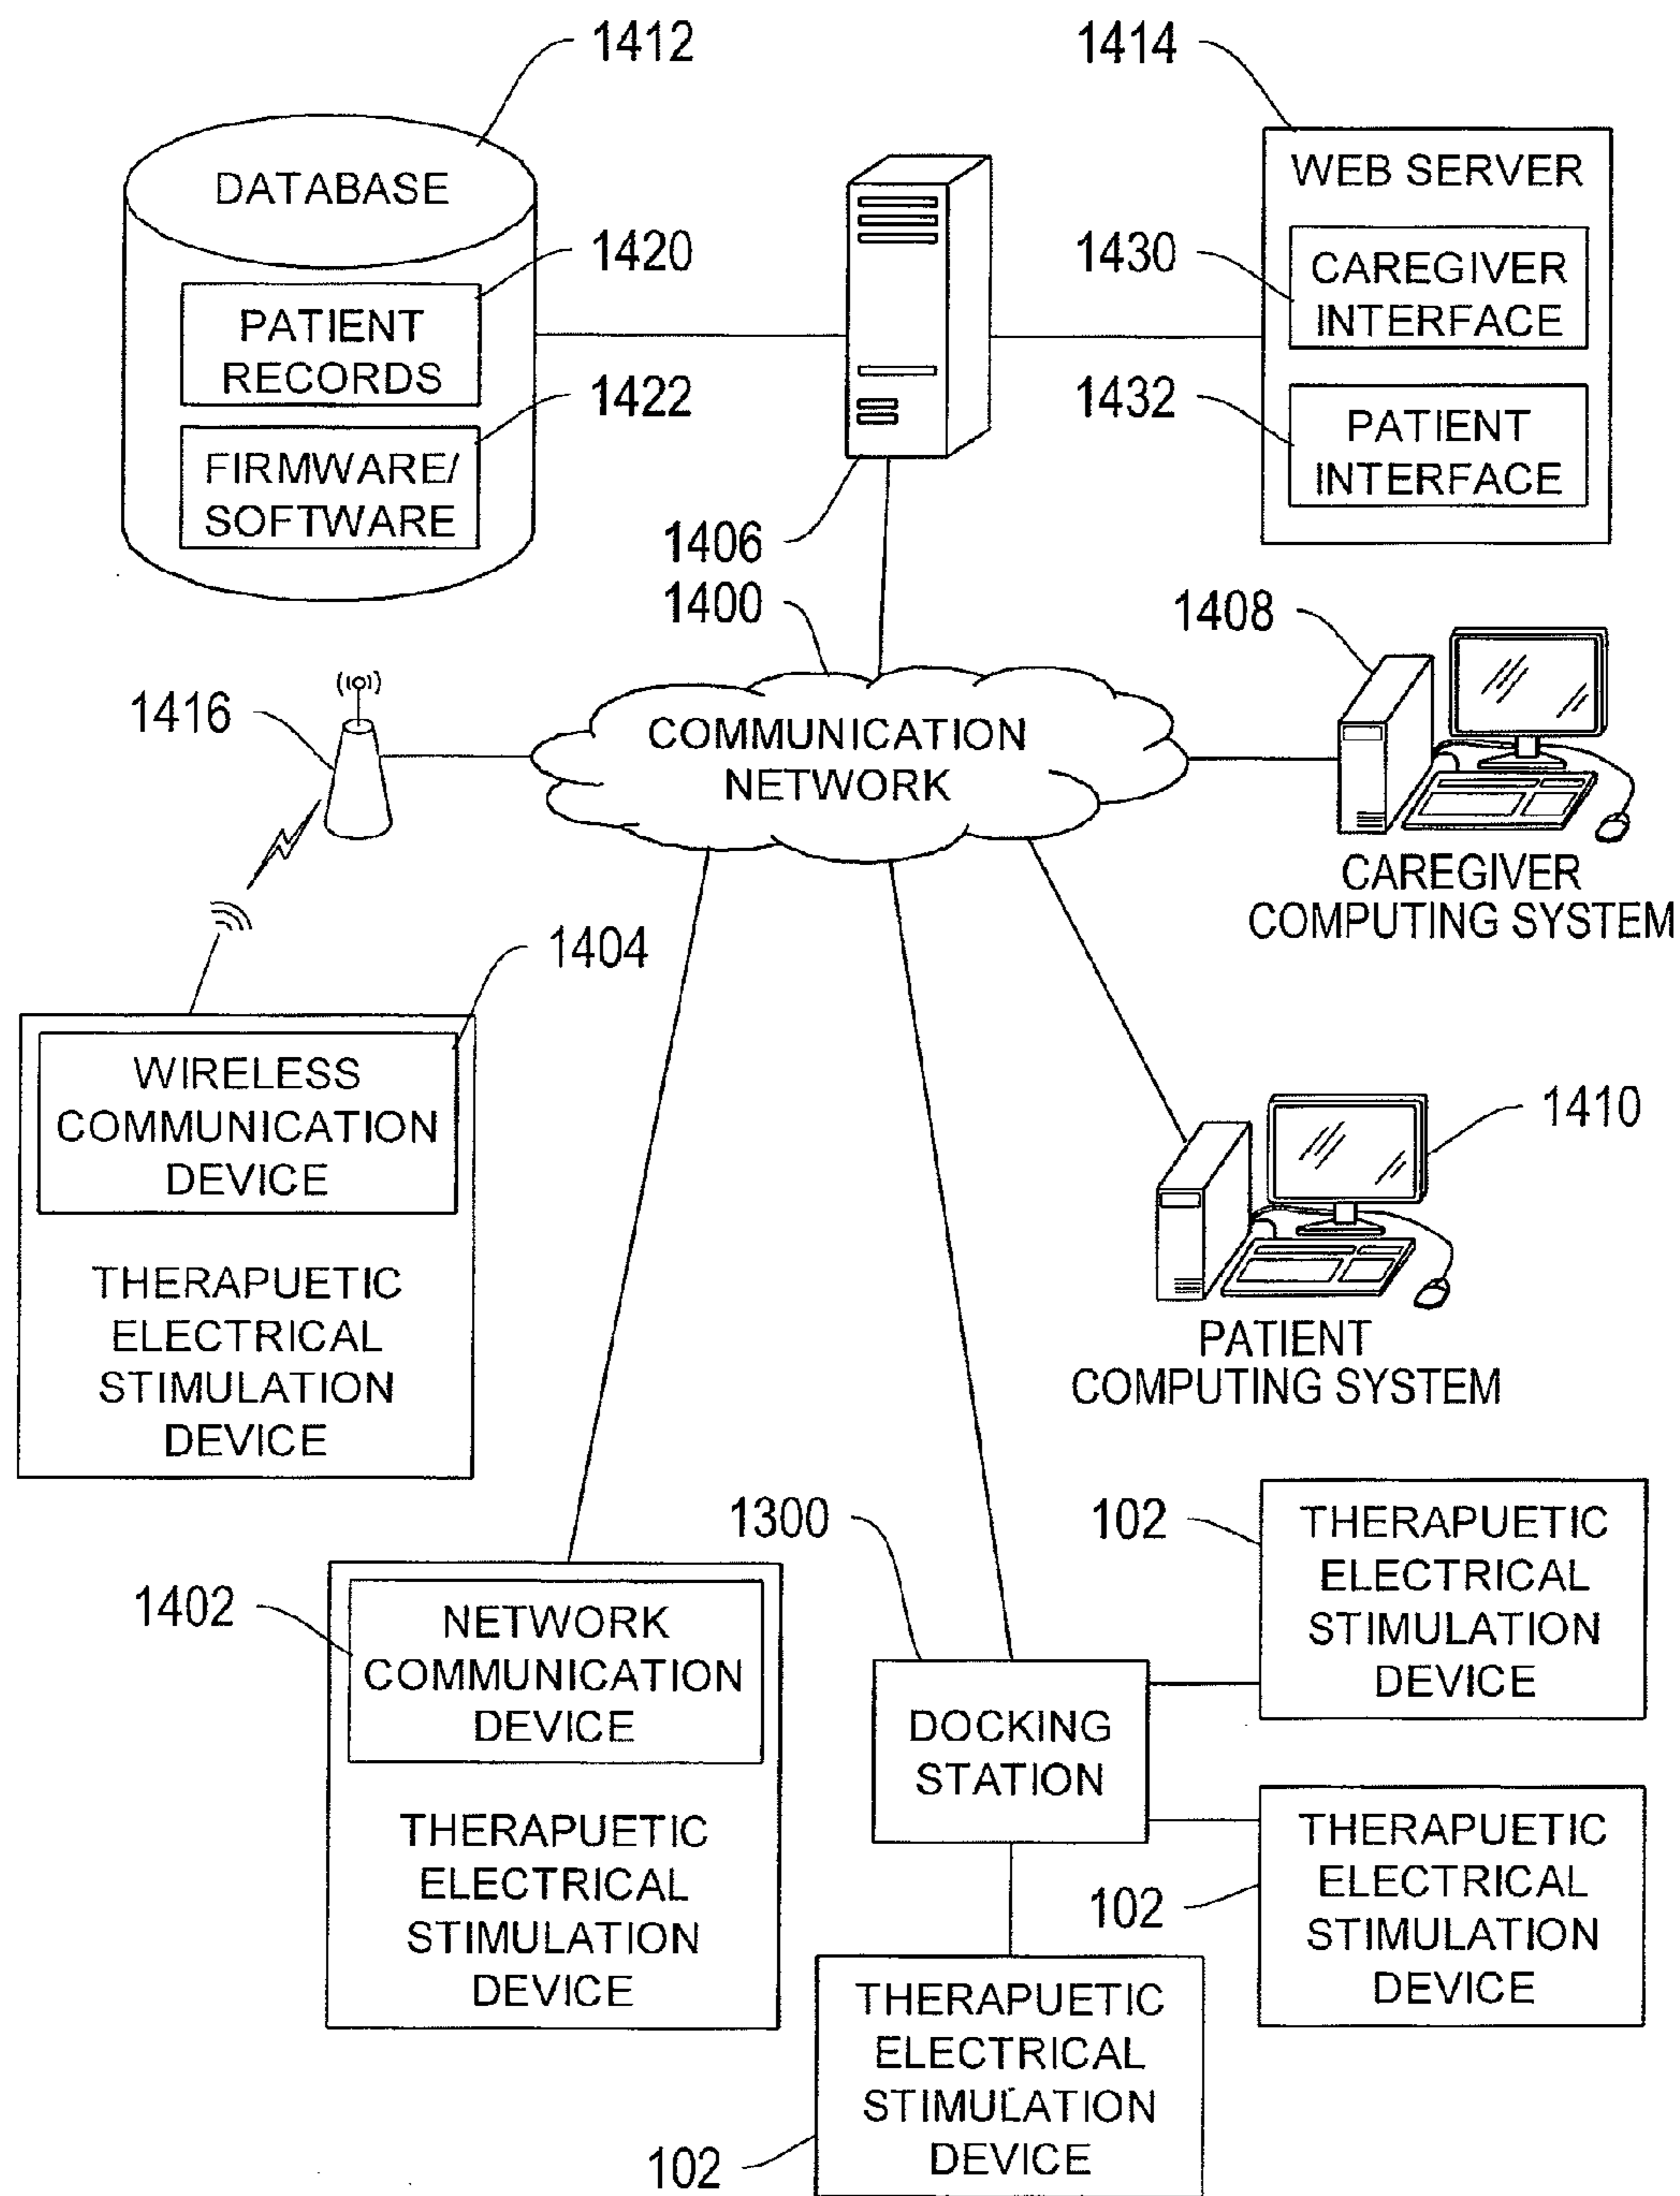 1412
1414
DATABASE
WEB SERVER
1420
1430
CAREGIVER
INTERFACE
PATIENT
RECORDS
1422
1432
PATIENT
INTERFACE
FIRMWARE/
SOFTWARE
1406
1400
1408
1416
COMMUNICATION
NETWORK
CAREGIVER
COMPUTING SYSTEM
1404
WIRELESS
COMMUNICATION
DEVICE
THERAPUETIC
ELECTRICAL
STIMULATION
DEVICE
1410
PATIENT
COMPUTING SYSTEM
1402
NETWORK
COMMUNICATION
DEVICE
THERAPUETIC
ELECTRICAL
STIMULATION
DEVICE
1300
DOCKING
STATION
102
THERAPUETIC
ELECTRICAL
STIMULATION
DEVICE
102
THERAPUETIC
ELECTRICAL
STIMULATION
DEVICE
102
THERAPUETIC
ELECTRICAL
STIMULATION
DEVICE